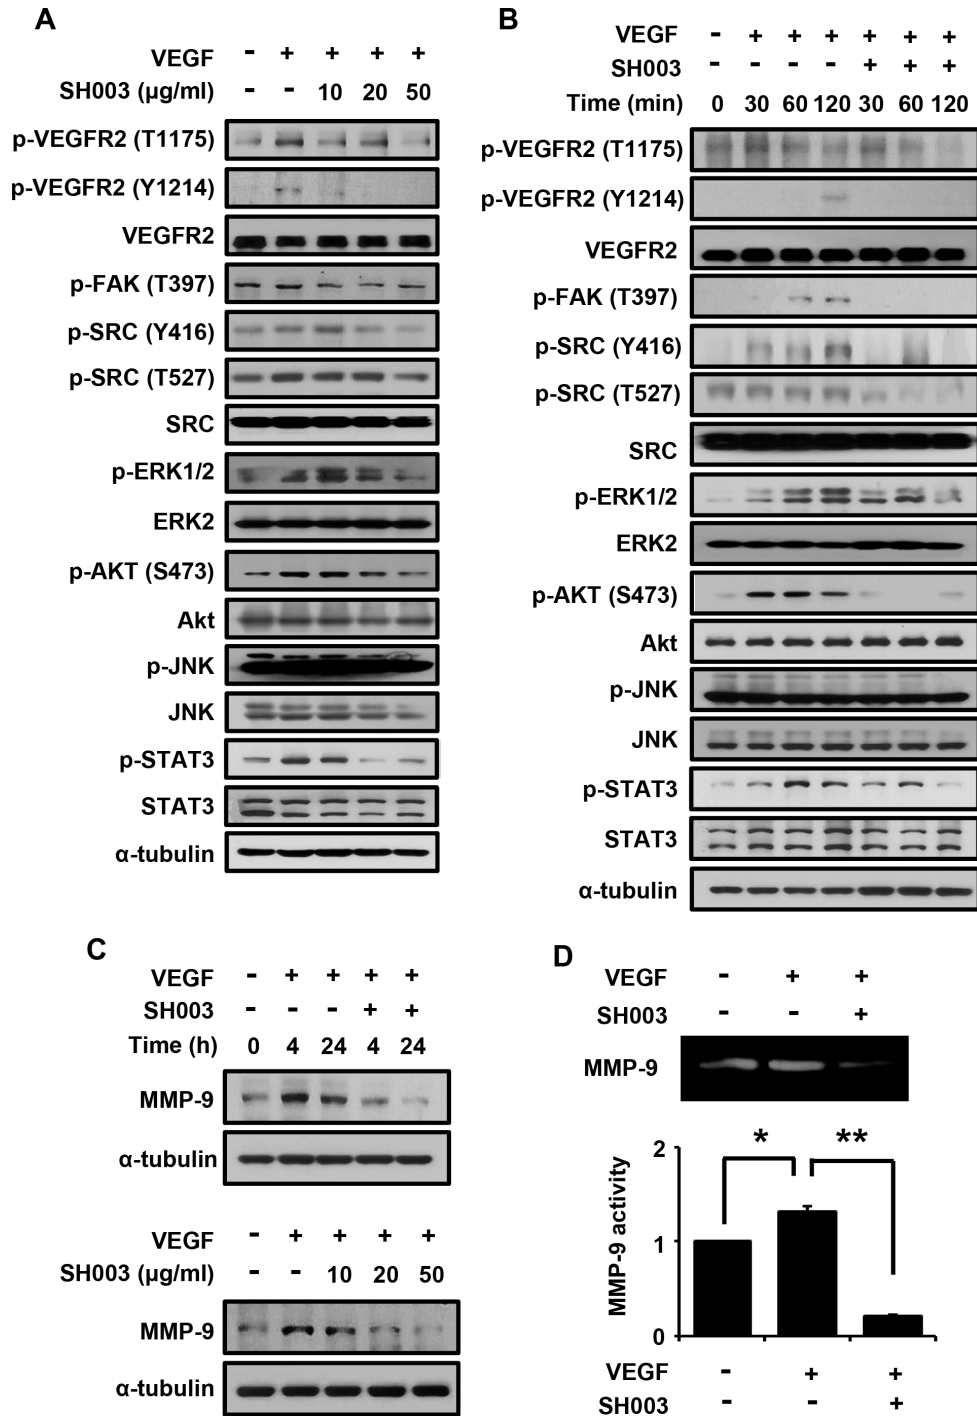 A
VEGF - + + + +
SH003 (µg/ml) - - 10 20 50
p-VEGFR2 (T1175)
p-VEGFR2 (Y1214)
VEGFR2
p-FAK (T397)
p-SRC (Y416)
p-SRC (T527)
SRC
p-ERK1/2
ERK2
p-AKT (S473)
Akt
p-JNK
JNK
p-STAT3
STAT3
α-tubulin
B
VEGF - + + + + + +
SH003 - - - - + + +
Time (min) 0 30 60 120 30 60 120
p-VEGFR2 (T1175)
p-VEGFR2 (Y1214)
VEGFR2
p-FAK (T397)
p-SRC (Y416)
p-SRC (T527)
SRC
p-ERK1/2
ERK2
p-AKT (S473)
Akt
p-JNK
JNK
p-STAT3
STAT3
α-tubulin
C
VEGF - + + + +
SH003 - - - + +
Time (h) 0 4 24 4 24
MMP-9
α-tubulin
VEGF - + + + +
SH003 (µg/ml) - - 10 20 50
MMP-9
α-tubulin
D
VEGF - + +
SH003 - - +
MMP-9
* **
MMP-9 activity
2
1
0
VEGF - + +
SH003 - - +